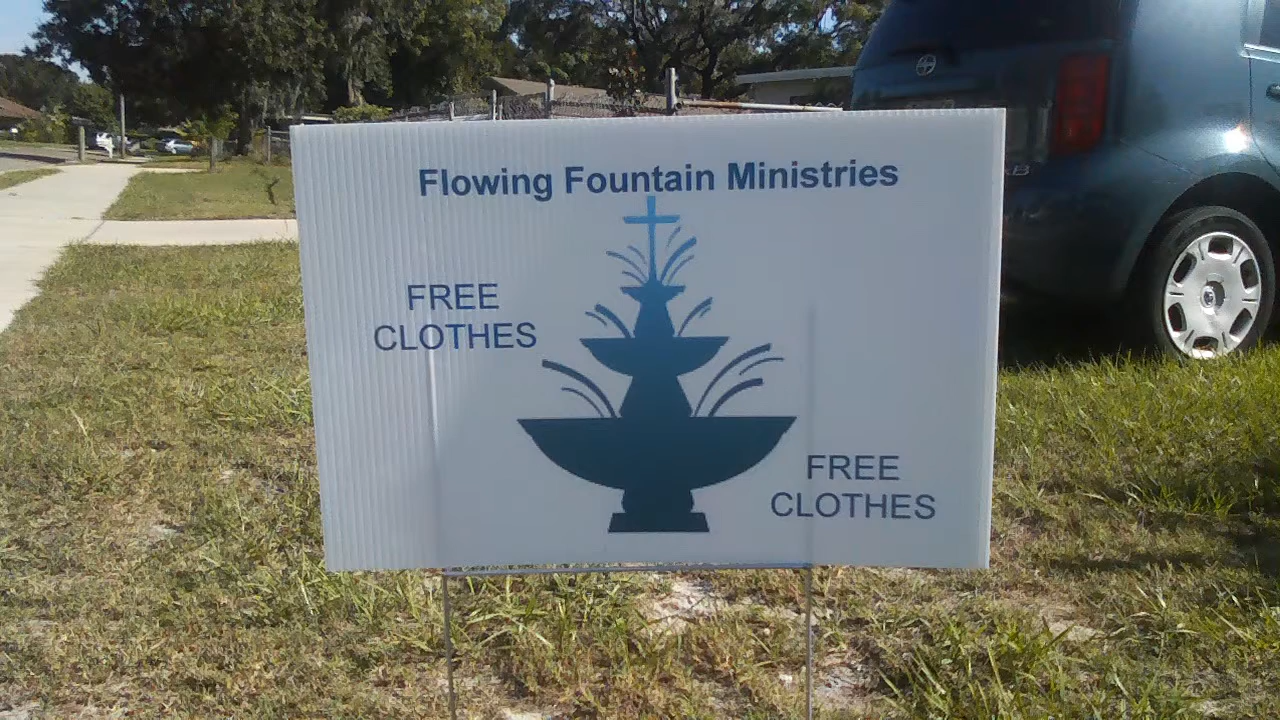 Flowing Fountain Ministries
FREE
CLOTHES
FREE
CLOTHES